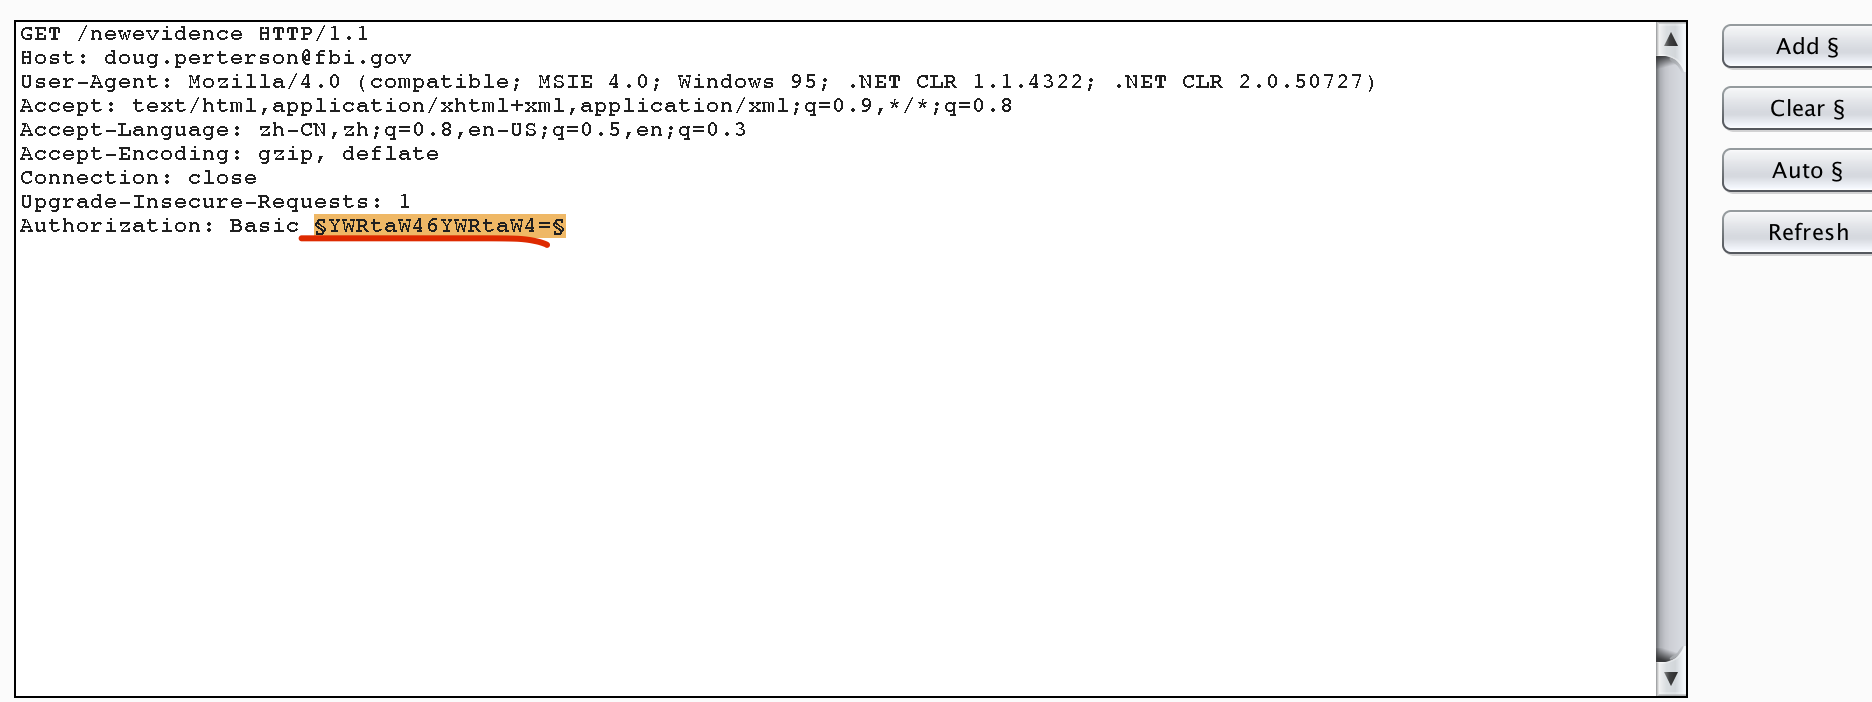 GET /newevidence HTTP/1.1
Host: doug.perterson@fbi.gov
User-Agent: Mozilla/4.0 (compatible; MSIE 4.0; Windows 95; .NET CLR 1.1.4322; .NET CLR 2.0.50727)
Accept: text/html,application/xhtml+xml,application/xml;q=0.9,*/*;q=0.8
Accept-Language: zh-CN,zh;q=0.8,en-US;q=0.5,en;q=0.3
Accept-Encoding: gzip, deflate
Connection: close
Upgrade-Insecure-Requests: 1
Authorization: Basic §YWRtaW46YWRtaW4=§
Add §
Clear §
Auto §
Refresh